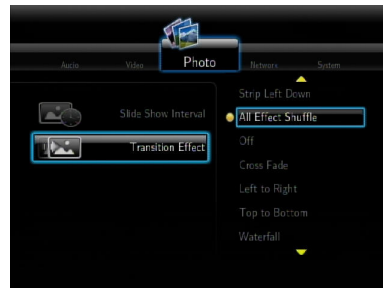 Audio Video Photo Network System
Strip Left Down
Slide Show Interval
All Effect Shuffle
Transition Effect
Off
Cross Fade
Left to Right
Top to Bottom
Waterfall